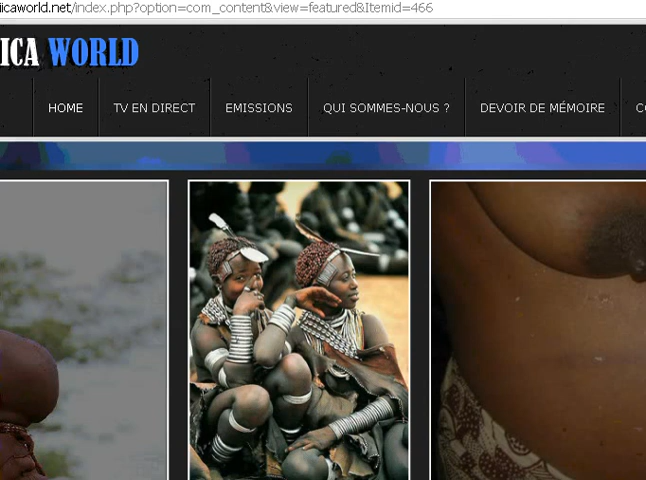 iicaworld.net/index.php?option=com_content&view=featured&Itemid=466
ICA WORLD
HOME TV EN DIRECT EMISSIONS QUI SOMMES-NOUS ? DEVOIR DE MÉMOIRE